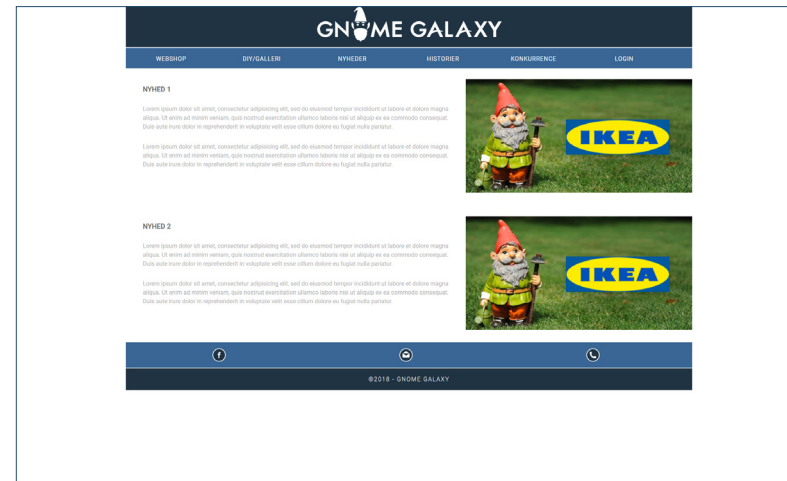 GNOME GALAXY
WEBSHOP DIY/GALLERI NYHEDER HISTORIER KONKURRENCE LOGIN
NYHED 1
Lorem ipsum dolor sit amet, consectetur adipisicing elit, sed do eiusmod tempor incididunt ut labore et dolore magna
aliqua. Ut enim ad minim veniam, quis nostrud exercitation ullamco laboris nisi ut aliquip ex ea commodo consequat.
Duis aute irure dolor in reprehenderit in voluptate velit esse cillum dolore eu fugiat nulla pariatur.
Lorem ipsum dolor sit amet, consectetur adipisicing elit, sed do eiusmod tempor incididunt ut labore et dolore magna
aliqua. Ut enim ad minim veniam, quis nostrud exercitation ullamco laboris nisi ut aliquip ex ea commodo consequat.
Duis aute irure dolor in reprehenderit in voluptate velit esse cillum dolore eu fugiat nulla pariatur.
IKEA
NYHED 2
Lorem ipsum dolor sit amet, consectetur adipisicing elit, sed do eiusmod tempor incididunt ut labore et dolore magna
aliqua. Ut enim ad minim veniam, quis nostrud exercitation ullamco laboris nisi ut aliquip ex ea commodo consequat.
Duis aute irure dolor in reprehenderit in voluptate velit esse cillum dolore eu fugiat nulla pariatur.
Lorem ipsum dolor sit amet, consectetur adipisicing elit, sed do eiusmod tempor incididunt ut labore et dolore magna
aliqua. Ut enim ad minim veniam, quis nostrud exercitation ullamco laboris nisi ut aliquip ex ea commodo consequat.
Duis aute irure dolor in reprehenderit in voluptate velit esse cillum dolore eu fugiat nulla pariatur.
IKEA
©2018 - GNOME GALAXY